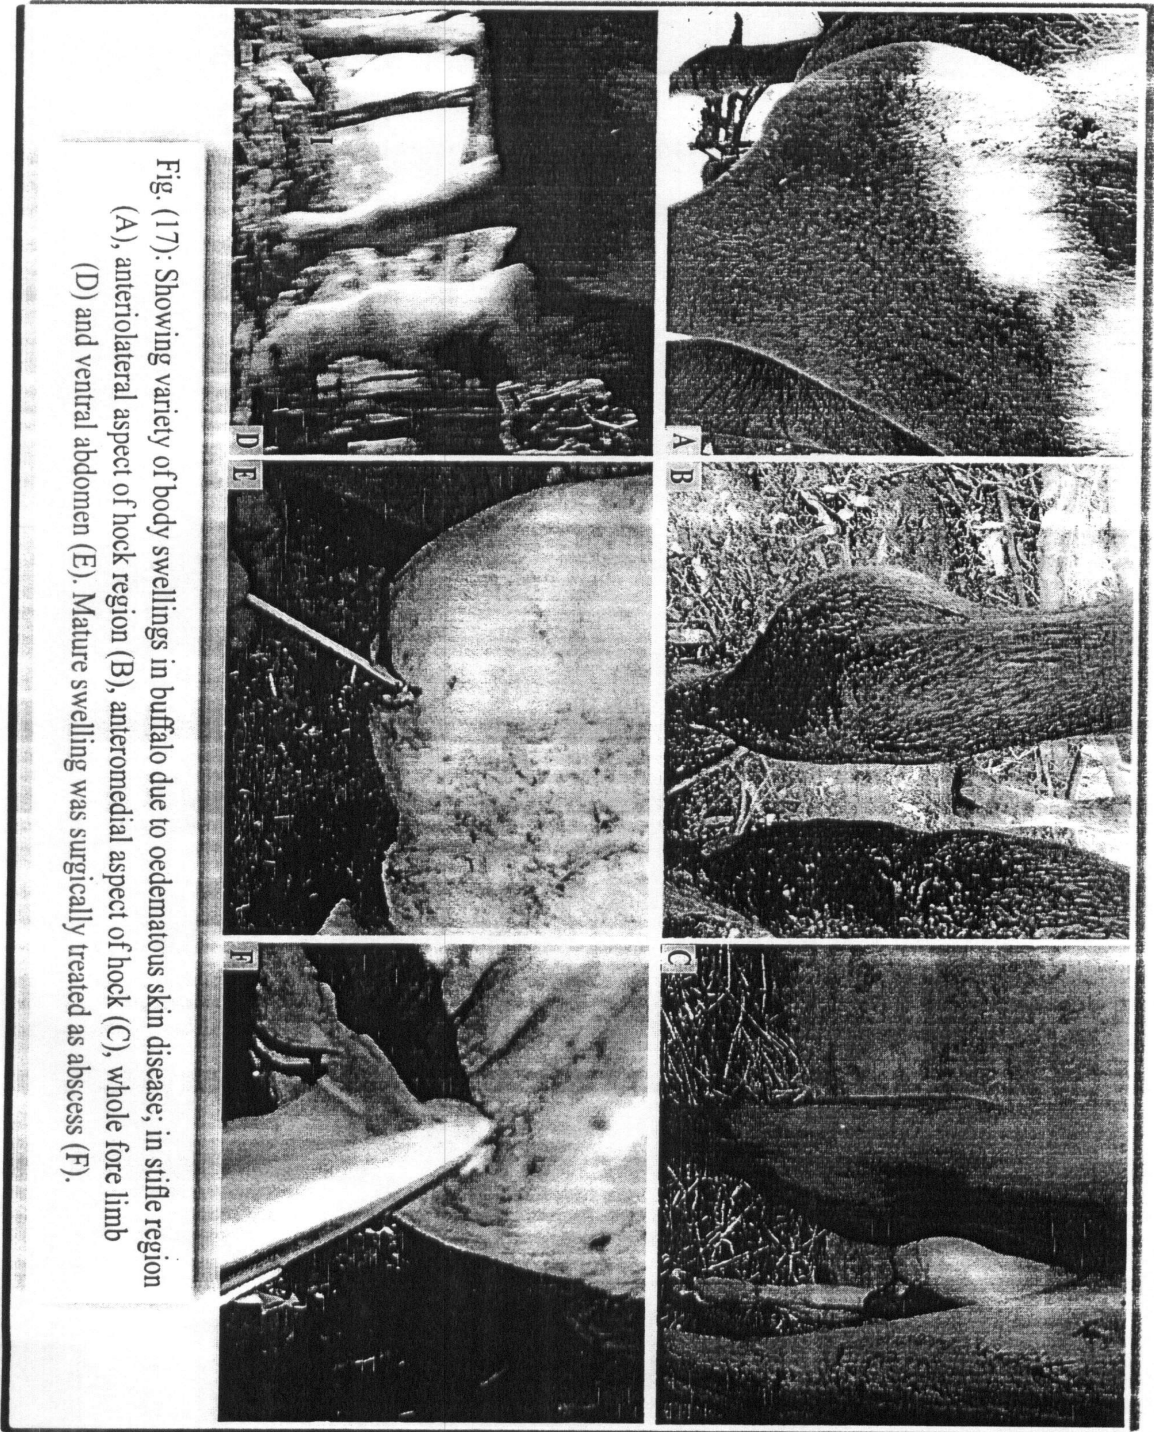 A
B
C
D
E
F
Fig. (17): Showing variety of body swellings in buffalo due to oedematous skin disease; in stifle region
(A), anteriolateral aspect of hock region (B), anteromedial aspect of hock (C), whole fore limb
(D) and ventral abdomen (E). Mature swelling was surgically treated as abscess (F).